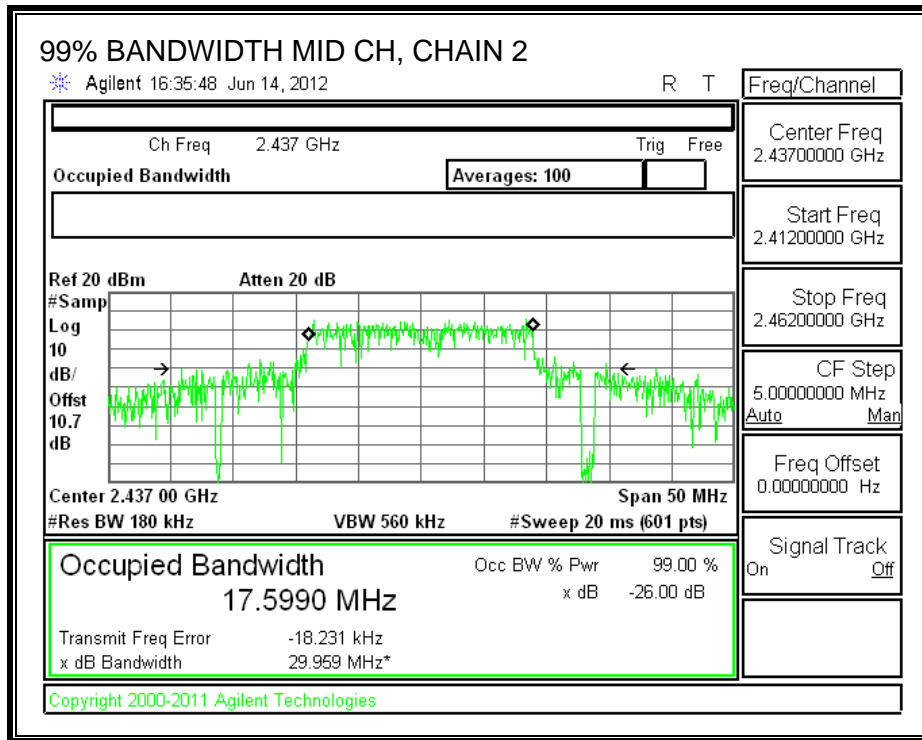 99% BANDWIDTH MID CH, CHAIN 2
Agilent 16:35:48 Jun 14, 2012 R T
Ch Freq 2.437 GHz Trig Free
Occupied Bandwidth Averages: 100
Ref 20 dBm Atten 20 dB
#Samp
Log
10
dB/
Offst
10.7
dB
Center 2.437 00 GHz Span 50 MHz
#Res BW 180 kHz VBW 560 kHz #Sweep 20 ms (601 pts)
Occupied Bandwidth Occ BW % Pwr 99.00 %
17.5990 MHz x dB -26.00 dB
Transmit Freq Error -18.231 kHz
x dB Bandwidth 29.959 MHz*
Copyright 2000-2011 Agilent Technologies
Freq/Channel
Center Freq
2.43700000 GHz
Start Freq
2.41200000 GHz
Stop Freq
2.46200000 GHz
CF Step
5.00000000 MHz
Auto Man
Freq Offset
0.00000000 Hz
Signal Track
On Off